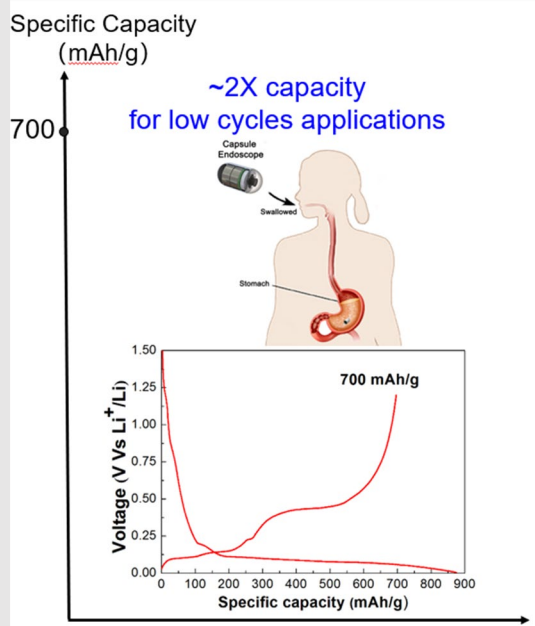 Specific Capacity
(mAh/g)
700
~2X capacity
for low cycles applications
Capsule
Endoscope
Swallowed
Stomach
700 mAh/g
Voltage (V Vs Li⁺/Li)
1.50
1.25
1.00
0.75
0.50
0.25
0.00
0 100 200 300 400 500 600 700 800 900
Specific capacity (mAh/g)